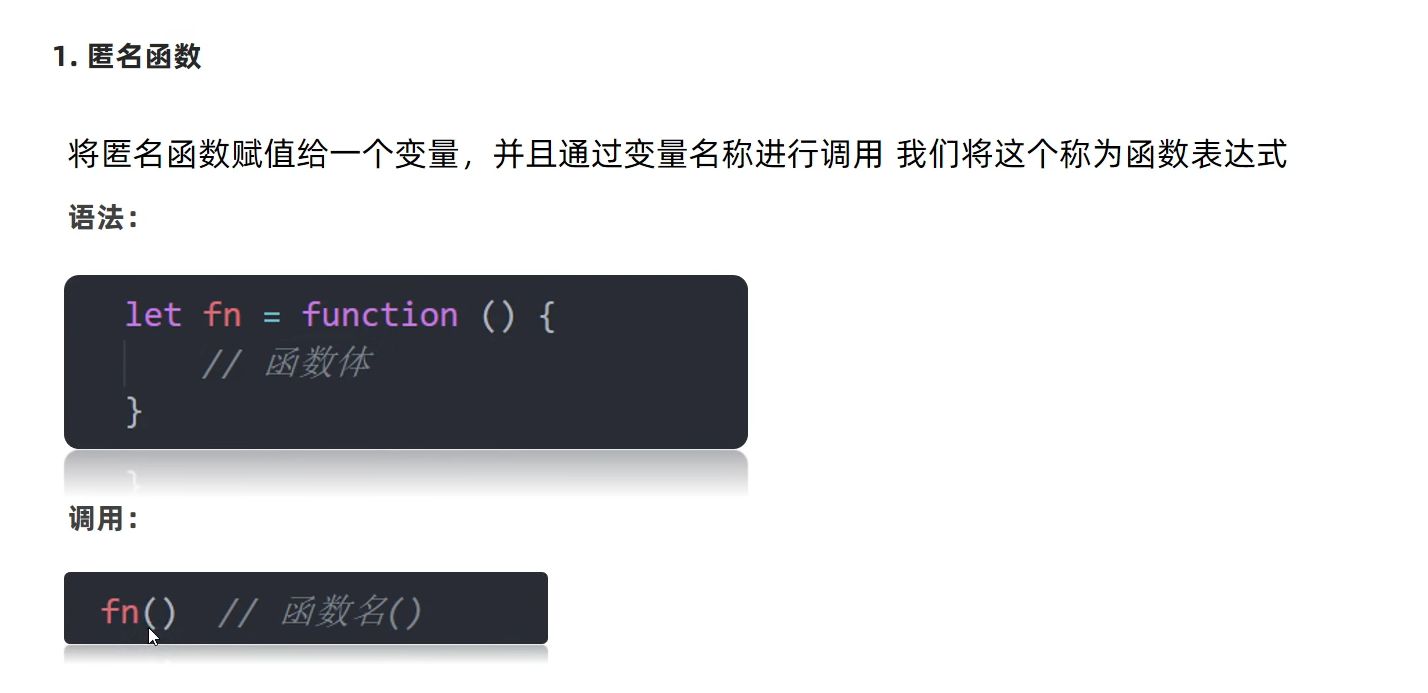 1. 匿名函数
将匿名函数赋值给一个变量，并且通过变量名称进行调用 我们将这个称为函数表达式
语法：
let fn = function () {
// 函数体
}
调用：
fn() // 函数名()